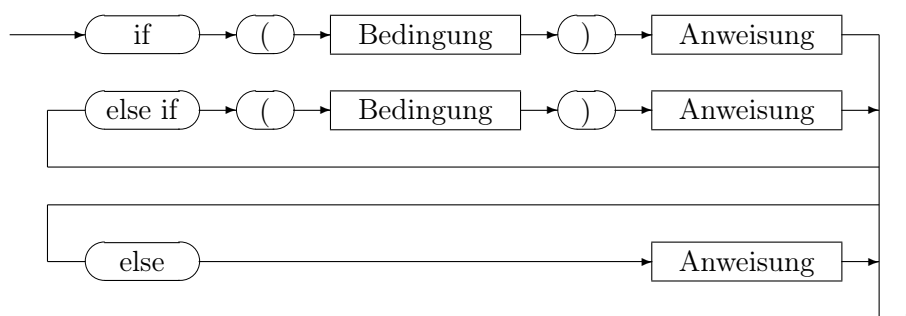 if ( Bedingung ) Anweisung
else if ( Bedingung ) Anweisung
else Anweisung